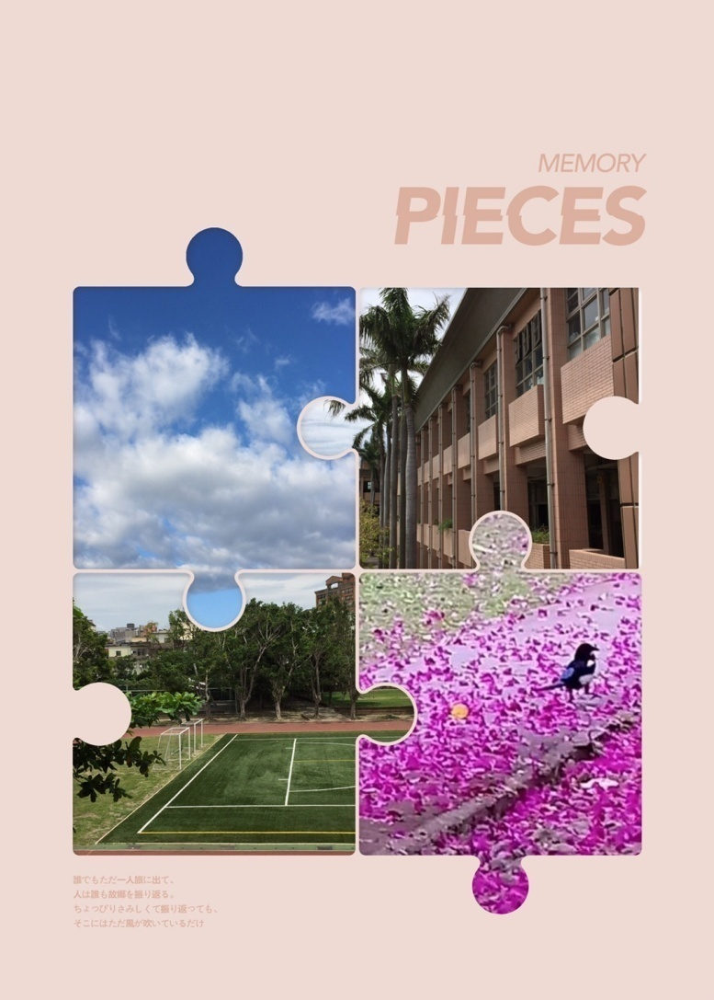 MEMORY
PIECES
誰でもただ一人旅に出て、
人は誰も故郷を振り返る。
ちょっぴりさみしくて振り返っても、
そこにはただ風が吹いているだけ